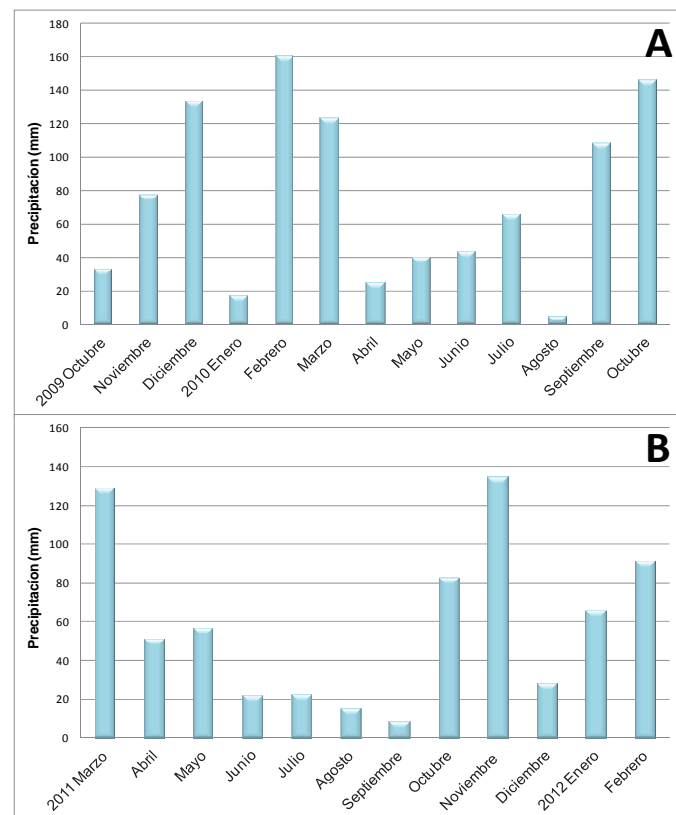 A
Precipitacíon (mm)
180
160
140
120
100
80
60
40
20
0
2009 Octubre
Noviembre
Diciembre
2010 Enero
Febrero
Marzo
Abril
Mayo
Junio
Julio
Agosto
Septiembre
Octubre
B
Precipitacíon (mm)
160
140
120
100
80
60
40
20
0
2011 Marzo
Abril
Mayo
Junio
Julio
Agosto
Septiembre
Octubre
Noviembre
Diciembre
2012 Enero
Febrero